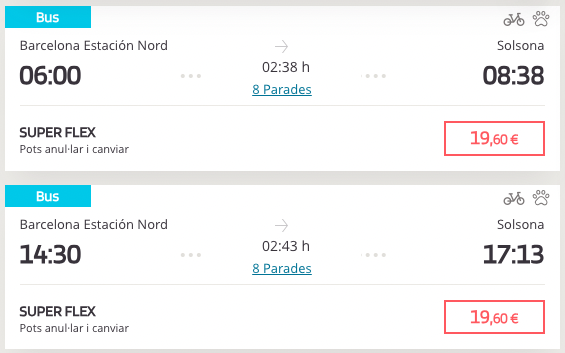 Bus
Barcelona Estación Nord
Solsona
06:00
02:38 h
08:38
8 Parades
SUPER FLEX
Pots anul·lar i canviar
19,60 €
Bus
Barcelona Estación Nord
Solsona
14:30
02:43 h
17:13
8 Parades
SUPER FLEX
Pots anul·lar i canviar
19,60 €